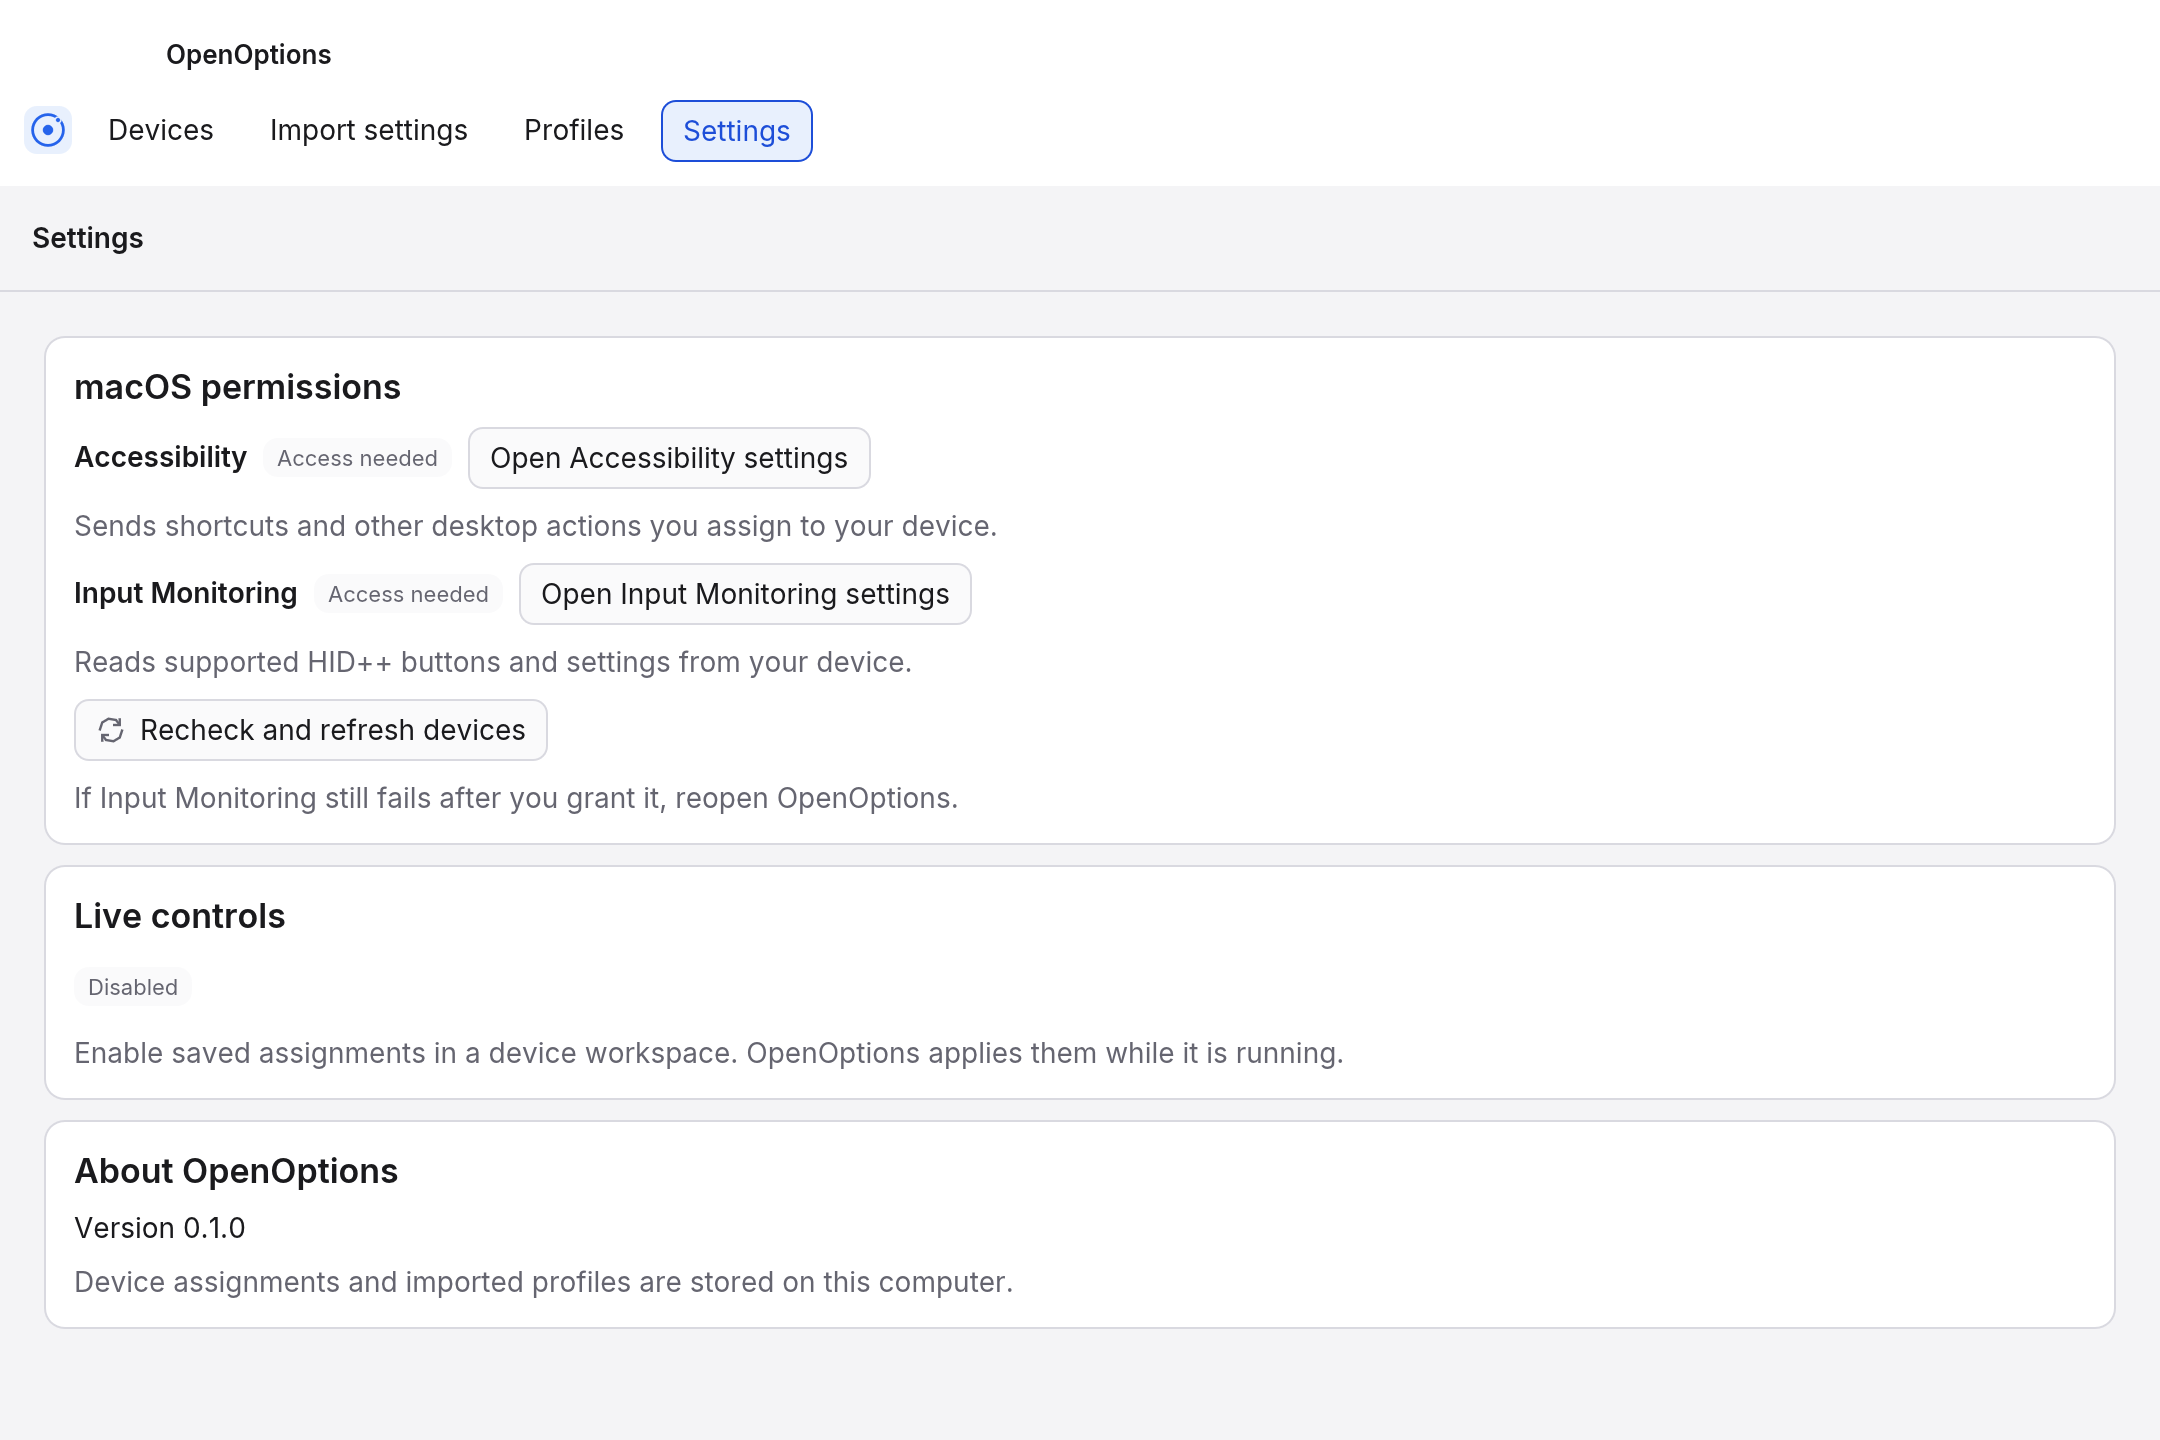 OpenOptions
Devices Import settings Profiles Settings
Settings
macOS permissions
Accessibility Access needed Open Accessibility settings
Sends shortcuts and other desktop actions you assign to your device.
Input Monitoring Access needed Open Input Monitoring settings
Reads supported HID++ buttons and settings from your device.
Recheck and refresh devices
If Input Monitoring still fails after you grant it, reopen OpenOptions.
Live controls
Disabled
Enable saved assignments in a device workspace. OpenOptions applies them while it is running.
About OpenOptions
Version 0.1.0
Device assignments and imported profiles are stored on this computer.